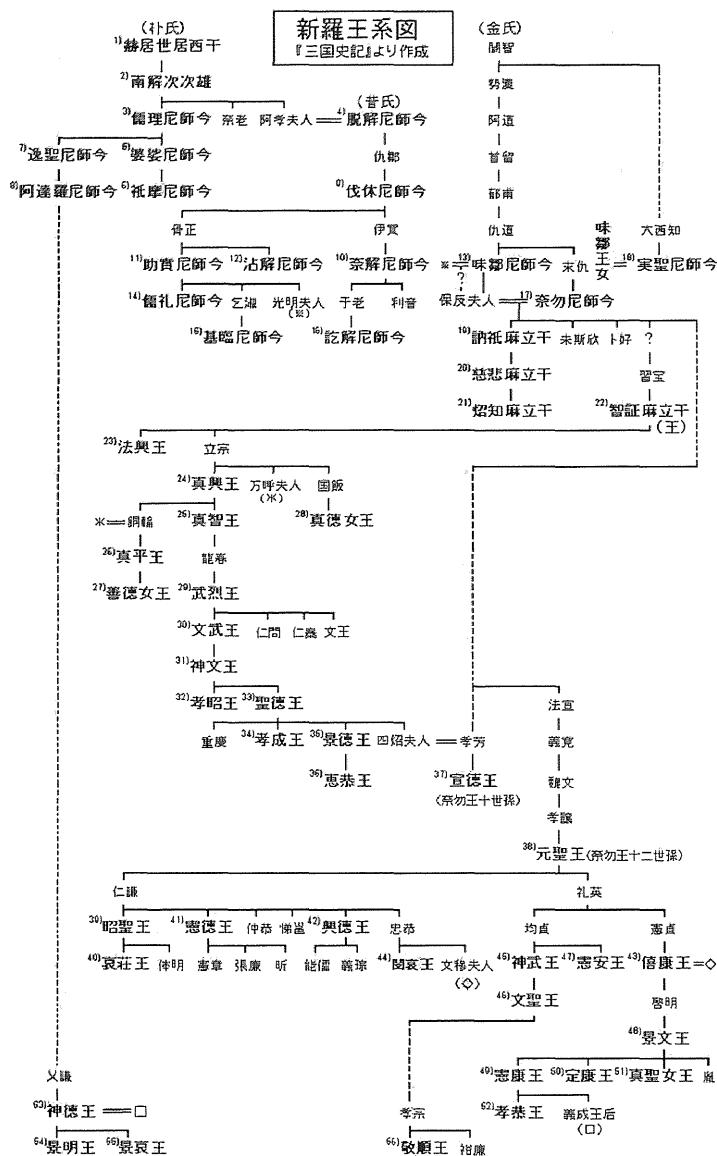 新羅王系図
『三国史記』より作成
(朴氏)
(金氏)
1)赫居世居西干
閼智
2)南解次次雄
勢漢
(昔氏)
3)儒理尼師今 奈老 阿孝夫人 4)脱解尼師今
阿道
7)逸聖尼師今 5)婆娑尼師今 仇鄒
首留
8)阿達羅尼師今 6)祇摩尼師今 9)伐休尼師今
郁甫
骨正 伊買
仇道 味鄒王女 大西知
11)助賁尼師今 12)沾解尼師今 10)奈解尼師今
※ 13)味鄒尼師今 末仇 18)実聖尼師今
?
14)儒礼尼師今 乞淑 光明夫人 于老 利音
(※)
保反夫人 17)奈勿尼師今
15)基臨尼師今 16)訖解尼師今
19)訥祇麻立干 未斯欣 卜好 ?
20)慈悲麻立干 習宝
21)炤知麻立干 22)智証麻立干
(王)
23)法興王 立宗
24)真興王 万呼夫人 国飯
(米)
米 銅輪 25)真智王 28)真徳女王
26)真平王 龍春
27)善徳女王 29)武烈王
30)文武王 仁問 仁泰 文王
31)神文王
32)孝昭王 33)聖徳王
法宣
重慶 34)孝成王 35)景徳王 四炤夫人 孝芳
義寛
36)恵恭王 37)宣徳王
(奈勿王十世孫)
魏文
孝譲
38)元聖王(奈勿王十二世孫)
仁謙 礼英
39)昭聖王 41)憲徳王 仲恭 悌邕 42)興徳王 忠恭 均貞 憲貞
40)哀荘王 体明 憲章 張廉 昕 能儒 義琮 44)閔哀王 文穆夫人
(◇)
45)神武王 47)憲安王 43)僖康王=◇
46)文聖王 啓明
48)景文王
乂謙 49)憲康王 50)定康王 51)真聖女王 胤
53)神徳王 □ 孝宗 52)孝恭王 義成王后
(□)
54)景明王 55)景哀王 56)敬順王 裕廉